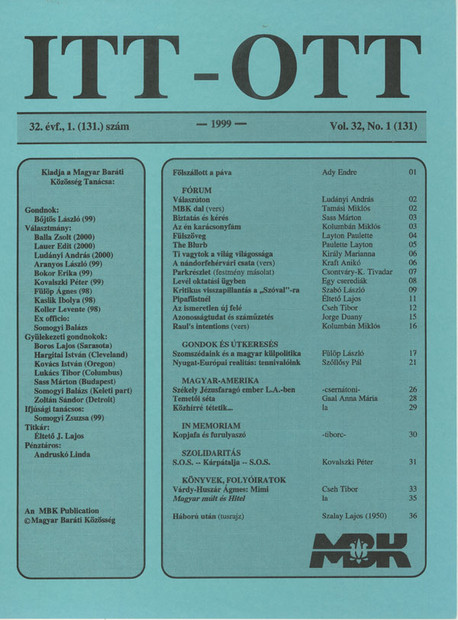 ITT-OTT
32. évf., 1. (131.) szám — 1999 — Vol. 32, No. 1 (131)
Kiadja a Magyar Baráti
Közösség Tanácsa:
Gondnok:
Bőjtös László (99)
Választmány:
Balla Zsolt (2000)
Lauer Edit (2000)
Ludányi András (2000)
Aranyos László (99)
Bokor Erika (99)
Kovalszki Péter (99)
Fülöp Ágnes (98)
Kaslik Ibolya (98)
Koller Levente (98)
Ex officio:
Somogyi Balázs
Gyülekezeti gondnokok:
Boros Lajos (Sarasota)
Hargitai István (Cleveland)
Kovács István (Oregon)
Lukács Tibor (Columbus)
Sass Márton (Budapest)
Somogyi Balázs (Keleti part)
Zoltán Sándor (Detroit)
Ifjúsági tanácsos:
Somogyi Zsuzsa (99)
Titkár:
Éltető J. Lajos
Pénztáros:
Andruskó Linda
An MBK Publication
©Magyar Baráti Közösség
Fölszállott a páva Ady Endre 01
FÓRUM
Válaszúton Ludányi András 02
MBK dal (vers) Tamási Miklós 02
Biztatás és kérés Sass Márton 03
Az én karácsonyfám Kolumbán Miklós 03
Fülszöveg Layton Paulette 04
The Blurb Paulette Layton 05
Ti vagytok a világ világossága Király Marianna 06
A nándorfehérvári csata (vers) Kraft Anikó 06
Parkrészlet (festmény másolat) Csontváry-K. Tivadar 07
Levél oktatási ügyben Egy cserediák 08
Kritikus visszapillantás a „Szóval”-ra Szabó László 09
Pipafüstnél Éltető Lajos 11
Az ismeretlen új felé Cseh Tibor 12
Azonosságtudat és száműzetés Jorge Duany 15
Raul's intentions (vers) Kolumbán Miklós 16
GONDOK ÉS ÚTKERESÉS
Szomszédaink és a magyar külpolitika Fülöp László 17
Nyugat-Európai realitás: tennivalóink Szőllősy Pál 21
MAGYAR-AMERIKA
Székely Jézusfaragó ember L.A.-ben -csernátoni- 26
Temetői séta Gaal Anna Mária 28
Közhírré tétetik... la 29
IN MEMORIAM
Kopjafa és furulyaszó -tiborc- 30
SZOLIDARITÁS
S.O.S. -- Kárpátalja -- S.O.S. Kovalszki Péter 31
KÖNYVEK, FOLYÓIRATOK
Várdy-Huszár Ágnes: Mimi Cseh Tibor 33
Magyar múlt és Hitel la 35
Háború után (tusrajz) Szalay Lajos (1950) 36
MBK